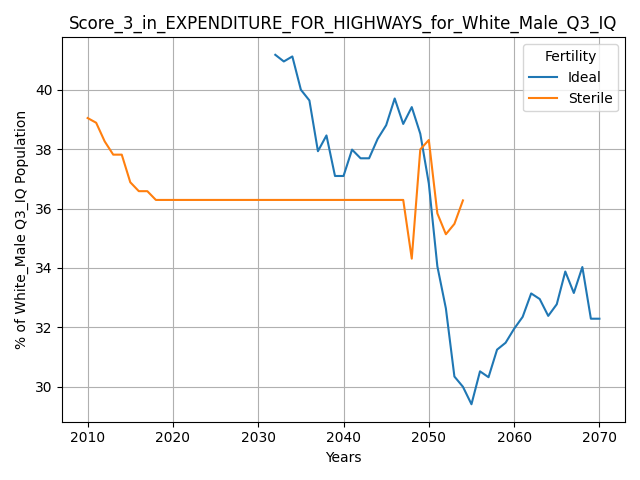 Score_3_in_EXPENDITURE_FOR_HIGHWAYS_for_White_Male_Q3_IQ
Fertility
Ideal
Sterile
% of White_Male Q3_IQ Population
40
38
36
34
32
30
2010 2020 2030 2040 2050 2060 2070
Years